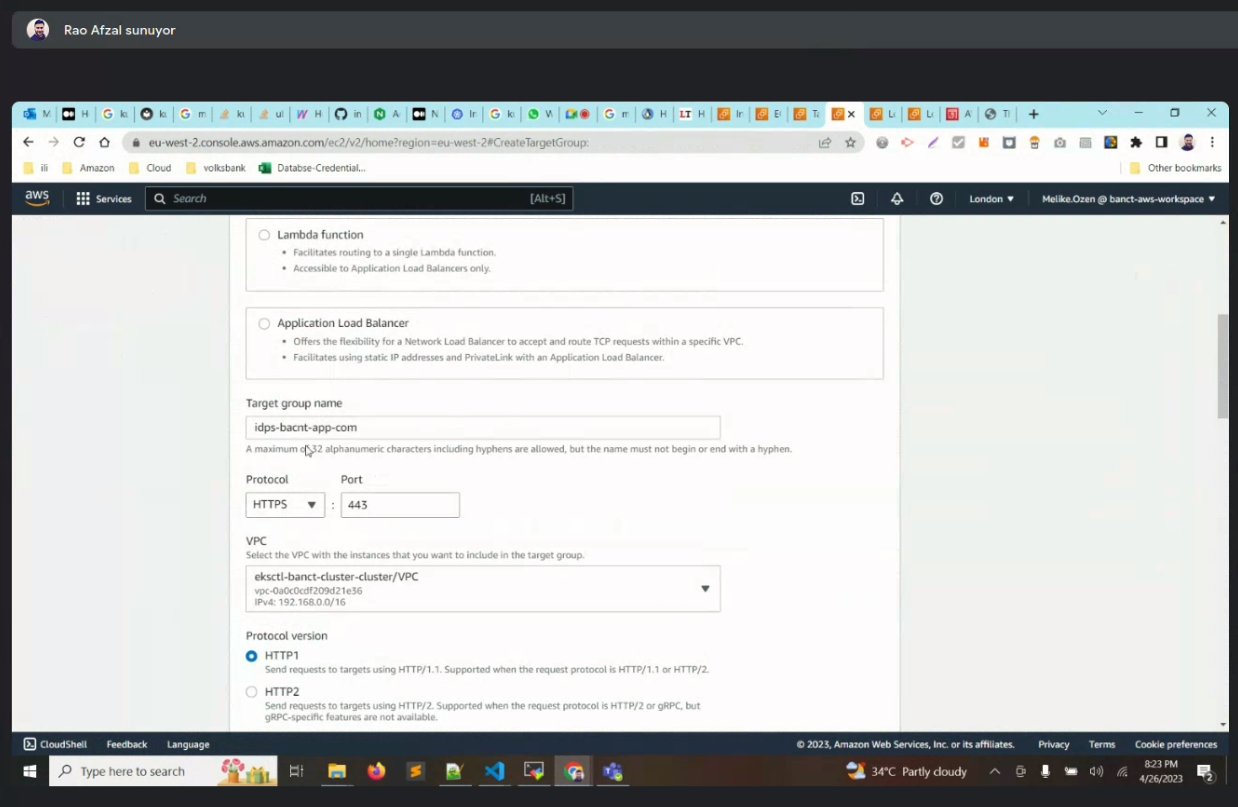 Rao Afzal sunuyor
eu-west-2.console.aws.amazon.com/ec2/v2/home?region=eu-west-2#CreateTargetGroup:
ili Amazon Cloud volksbank Databse-Credential... Other bookmarks
aws Services Search [Alt+S] London Melike.Ozen @ banct-aws-workspace
Lambda function
• Facilitates routing to a single Lambda function.
• Accessible to Application Load Balancers only.
Application Load Balancer
• Offers the flexibility for a Network Load Balancer to accept and route TCP requests within a specific VPC.
• Facilitates using static IP addresses and PrivateLink with an Application Load Balancer.
Target group name
idps-bacnt-app-com
A maximum of 32 alphanumeric characters including hyphens are allowed, but the name must not begin or end with a hyphen.
Protocol Port
HTTPS : 443
VPC
Select the VPC with the instances that you want to include in the target group.
eksctl-banct-cluster-cluster/VPC
vpc-0a0c0cdf209d21e36
IPv4: 192.168.0.0/16
Protocol version
HTTP1
Send requests to targets using HTTP/1.1. Supported when the request protocol is HTTP/1.1 or HTTP/2.
HTTP2
Send requests to targets using HTTP/2. Supported when the request protocol is HTTP/2 or gRPC, but
gRPC-specific features are not available.
CloudShell Feedback Language © 2023, Amazon Web Services, Inc. or its affiliates. Privacy Terms Cookie preferences
Type here to search 34°C Partly cloudy 8:23 PM
4/26/2023 2